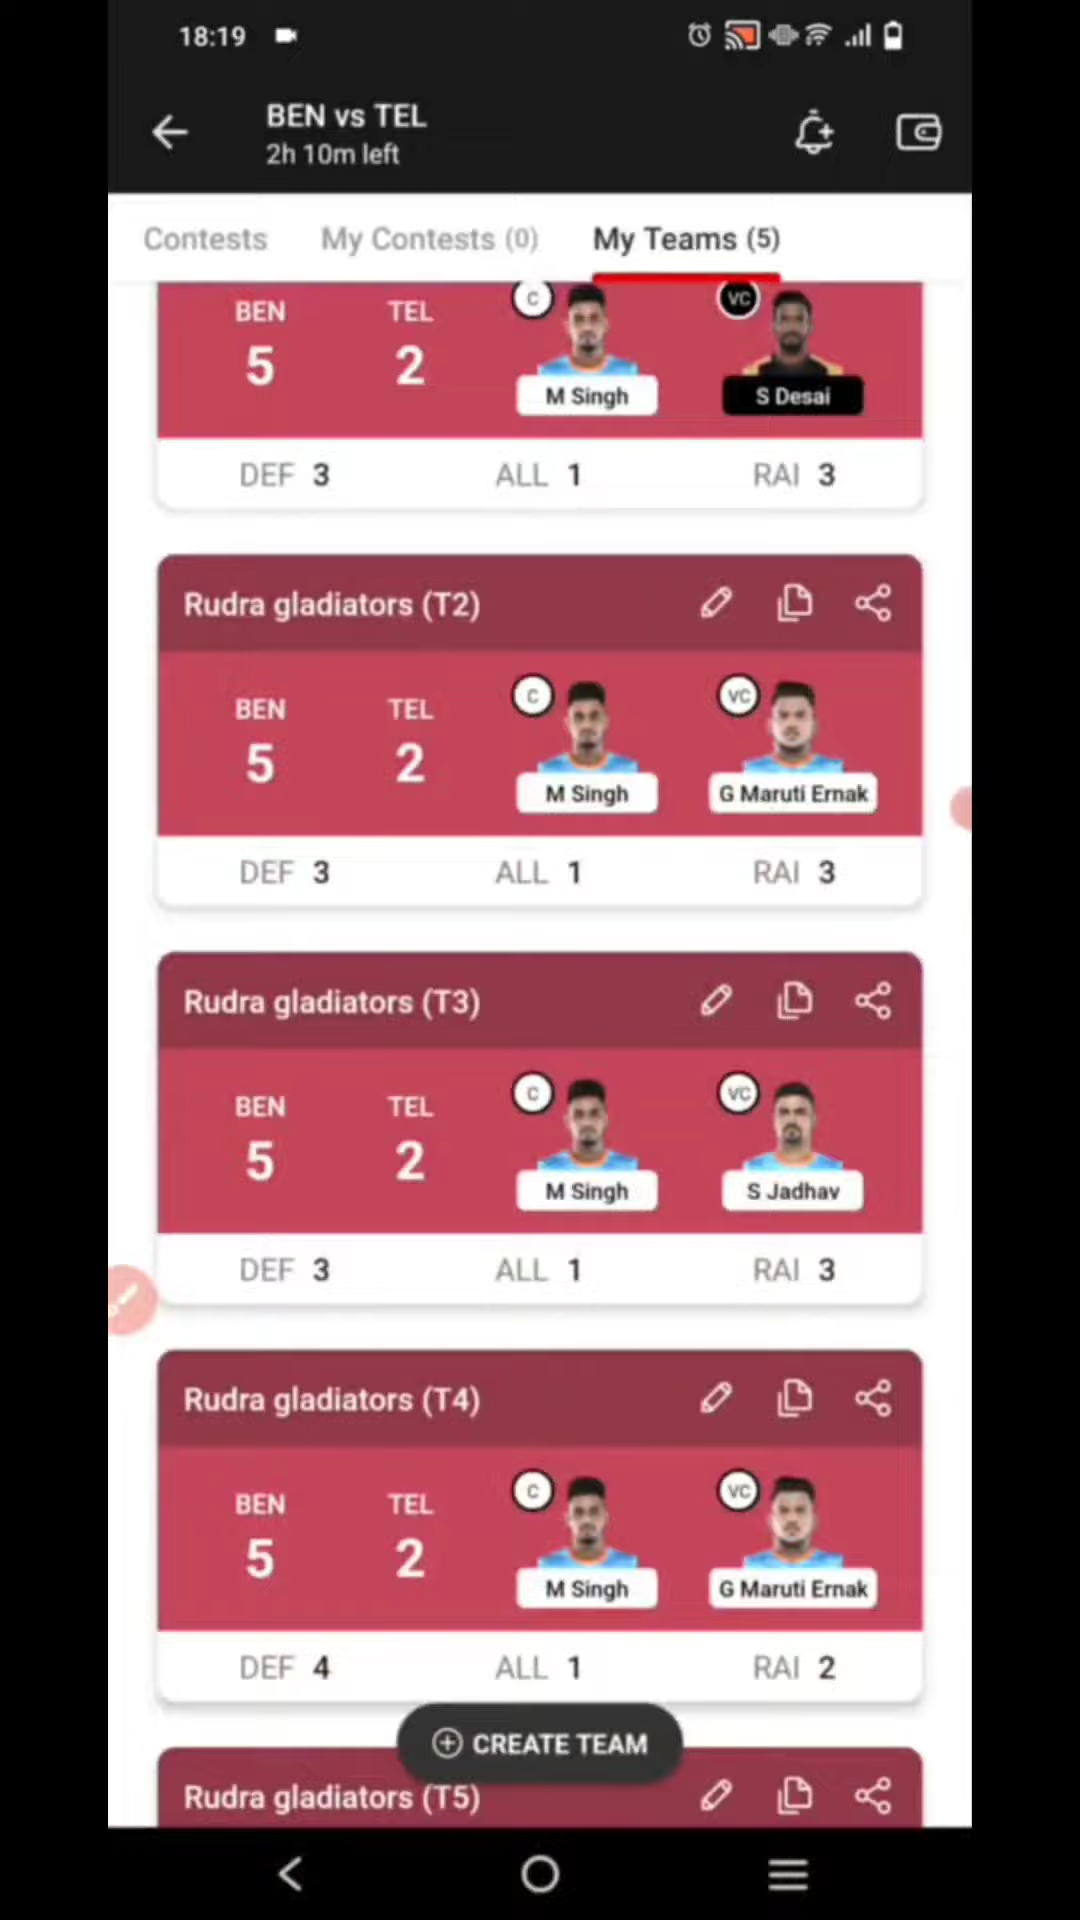 18:19
BEN vs TEL
2h 10m left
Contests My Contests (0) My Teams (5)
BEN TEL C VC
5 2
M Singh S Desai
DEF 3 ALL 1 RAI 3
Rudra gladiators (T2)
BEN TEL C VC
5 2
M Singh G Maruti Ernak
DEF 3 ALL 1 RAI 3
Rudra gladiators (T3)
BEN TEL C VC
5 2
M Singh S Jadhav
DEF 3 ALL 1 RAI 3
Rudra gladiators (T4)
BEN TEL C VC
5 2
M Singh G Maruti Ernak
DEF 4 ALL 1 RAI 2
CREATE TEAM
Rudra gladiators (T5)